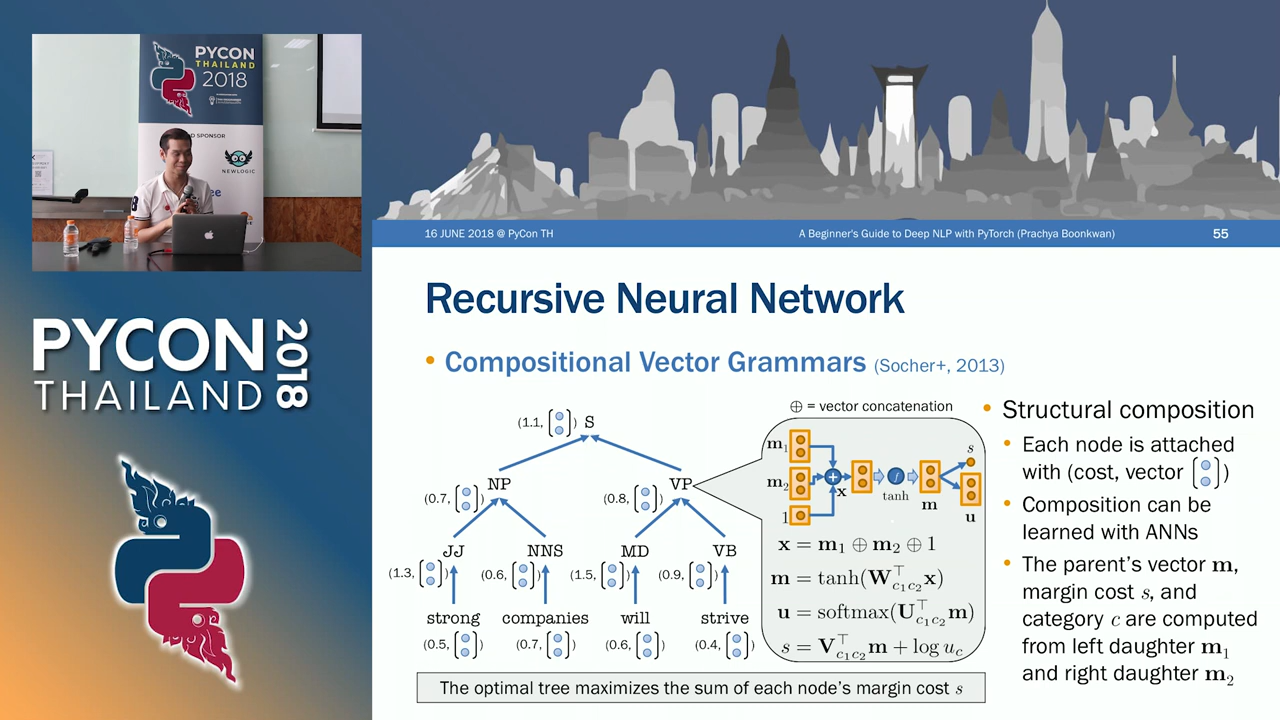 PYCON
THAILAND
2018
D SPONSOR
NEWLOGIC
ee
PYCON 2018
THAILAND
16 JUNE 2018 @ PyCon TH
A Beginner's Guide to Deep NLP with PyTorch (Prachya Boonkwan)
55
Recursive Neural Network
• Compositional Vector Grammars (Socher+, 2013)
⊕ = vector concatenation
(1.1, [ ]) S
(0.7, [ ]) NP
(0.8, [ ]) VP
JJ NNS MD VB
(1.3, [ ]) (0.6, [ ]) (1.5, [ ]) (0.9, [ ])
strong companies will strive
(0.5, [ ]) (0.7, [ ]) (0.6, [ ]) (0.4, [ ])
m₁
m₂
1
x
f
tanh
m
s
u
x = m₁ ⊕ m₂ ⊕ 1
m = tanh(W⊤c₁c₂ x)
u = softmax(U⊤c₁c₂ m)
s = V⊤c₁c₂ m + log u_c
The optimal tree maximizes the sum of each node's margin cost s
• Structural composition
• Each node is attached
with (cost, vector [ ])
• Composition can be
learned with ANNs
• The parent's vector m,
margin cost s, and
category c are computed
from left daughter m₁
and right daughter m₂